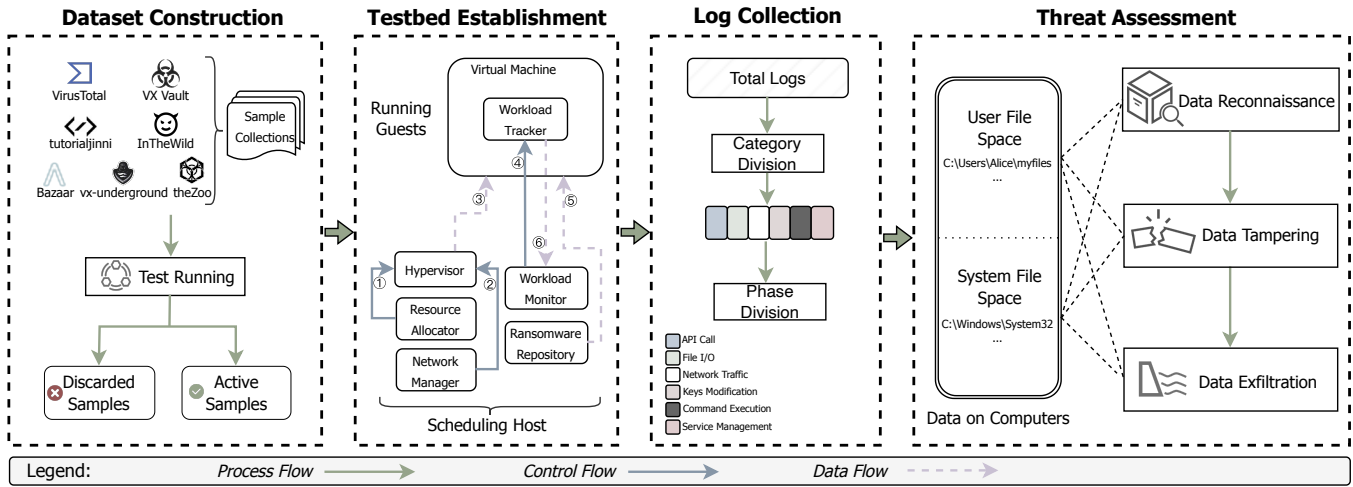 Dataset Construction
Testbed Establishment
Log Collection
Threat Assessment
VirusTotal
VX Vault
tutorialjinni
InTheWild
Bazaar
vx-underground
theZoo
Sample
Collections
Test Running
Discarded
Samples
Active
Samples
Running
Guests
Virtual Machine
Workload
Tracker
④
③
⑤
⑥
①
②
Hypervisor
Resource
Allocator
Network
Manager
Workload
Monitor
Ransomware
Repository
Scheduling Host
Total Logs
Category
Division
Phase
Division
API Call
File I/O
Network Traffic
Keys Modification
Command Execution
Service Management
User File
Space
C:\Users\Alice\myfiles
...
System File
Space
C:\Windows\System32
...
Data on Computers
Data Reconnaissance
Data Tampering
Data Exfiltration
Legend:
Process Flow
Control Flow
Data Flow